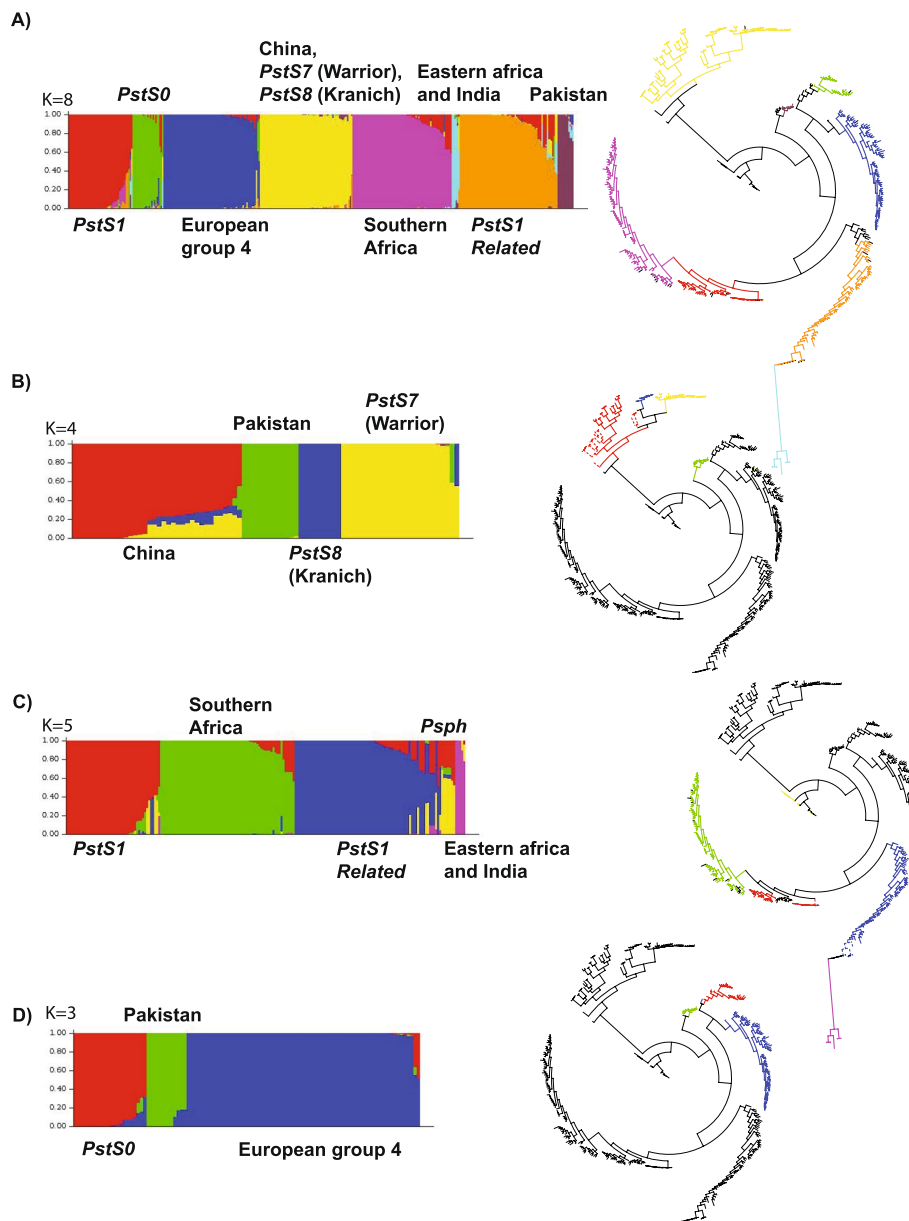 A)
China,
PstS7 (Warrior),
PstS8 (Kranich)
Eastern africa
and India
PstS0
Pakistan
K=8
1.00
0.80
0.60
0.40
0.20
0.00
PstS1
European
group 4
Southern
Africa
PstS1
Related
B)
PstS7
(Warrior)
Pakistan
K=4
1.00
0.80
0.60
0.40
0.20
0.00
China
PstS8
(Kranich)
C)
Southern
Africa
Psph
K=5
1.00
0.80
0.60
0.40
0.20
0.00
PstS1
PstS1
Related
Eastern africa
and India
D)
K=3
Pakistan
1.00
0.80
0.60
0.40
0.20
0.00
PstS0
European group 4